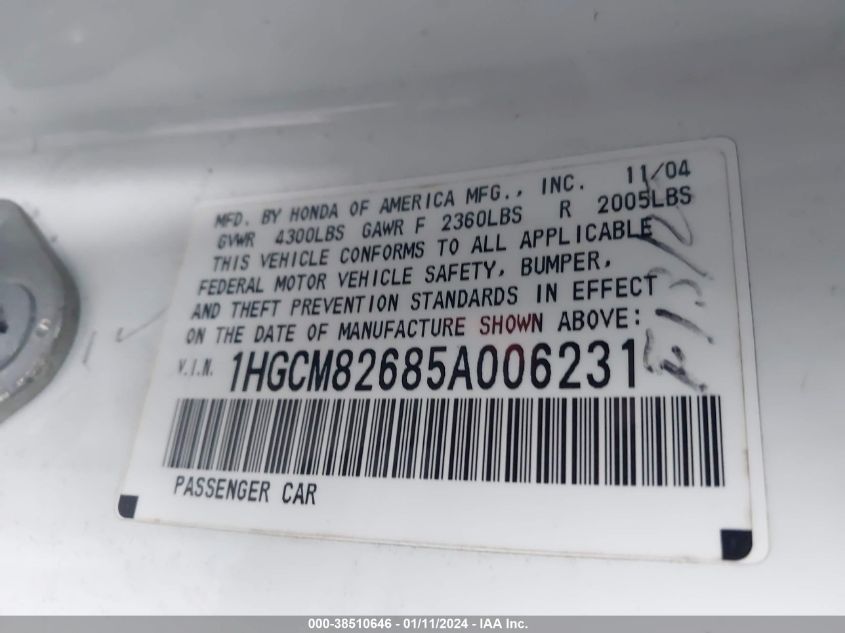 MFD. BY HONDA OF AMERICA MFG., INC. 11/04
GVWR 4300LBS GAWR F 2360LBS R 2005LBS
THIS VEHICLE CONFORMS TO ALL APPLICABLE
FEDERAL MOTOR VEHICLE SAFETY, BUMPER,
AND THEFT PREVENTION STANDARDS IN EFFECT
ON THE DATE OF MANUFACTURE SHOWN ABOVE:
V.I.N. 1HGCM82685A006231
PASSENGER CAR
000-38510646 - 01/11/2024 - IAA Inc.